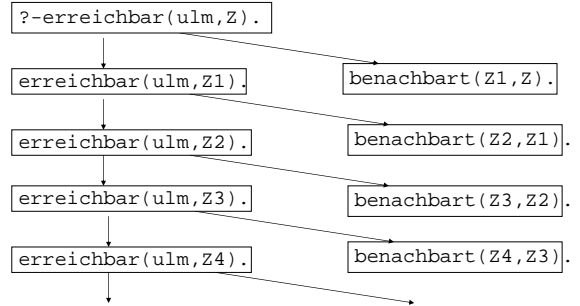 ?-erreichbar(ulm,Z).
erreichbar(ulm,Z1).
benachbart(Z1,Z).
erreichbar(ulm,Z2).
benachbart(Z2,Z1).
erreichbar(ulm,Z3).
benachbart(Z3,Z2).
erreichbar(ulm,Z4).
benachbart(Z4,Z3).